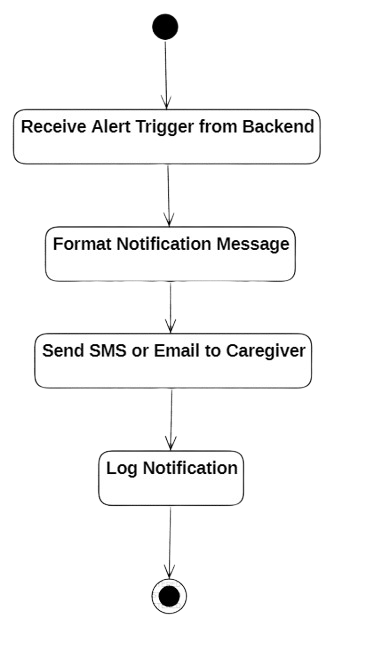 Receive Alert Trigger from Backend
Format Notification Message
Send SMS or Email to Caregiver
Log Notification